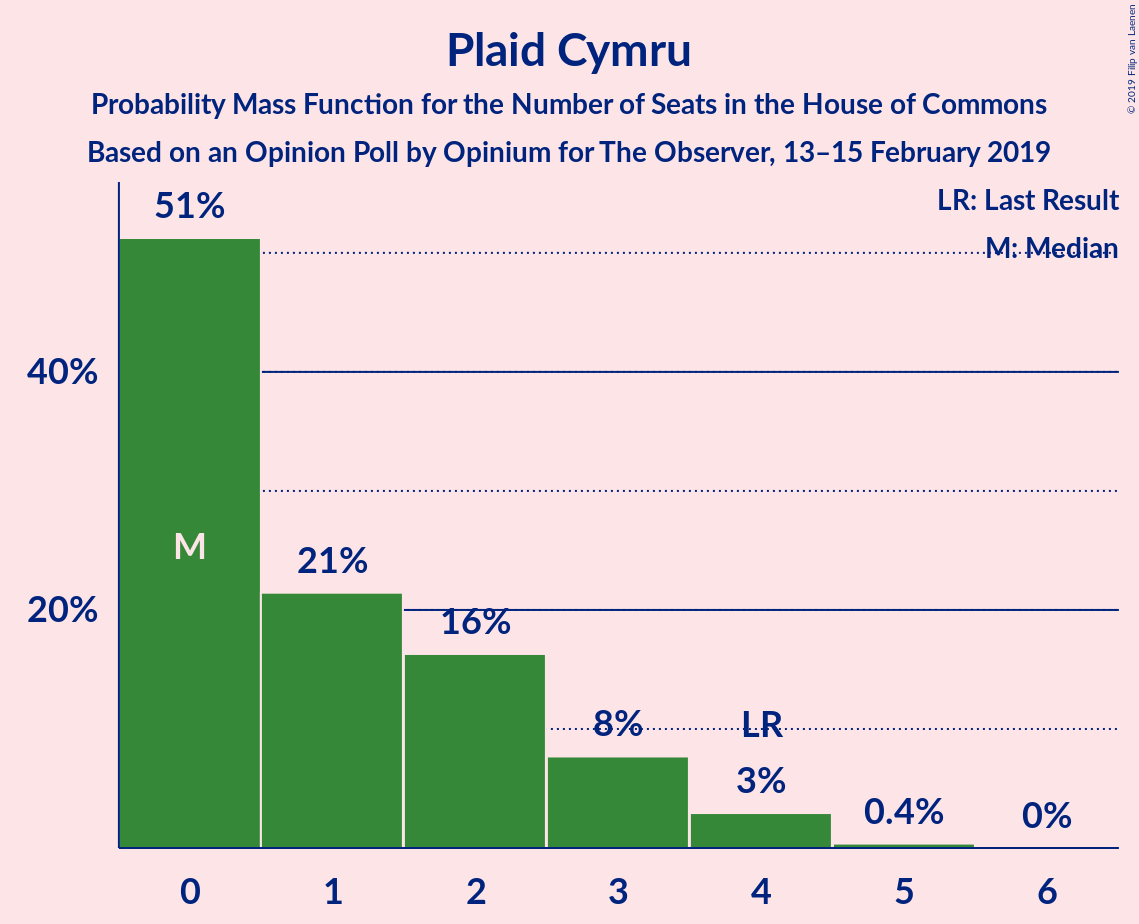 Plaid Cymru
Probability Mass Function for the Number of Seats in the House of Commons
Based on an Opinion Poll by Opinium for The Observer, 13–15 February 2019
© 2019 Filip van Laenen
LR: Last Result
M: Median
51%
40%
M
21%
20%
16%
8%
LR
3%
0.4%
0%
0 1 2 3 4 5 6